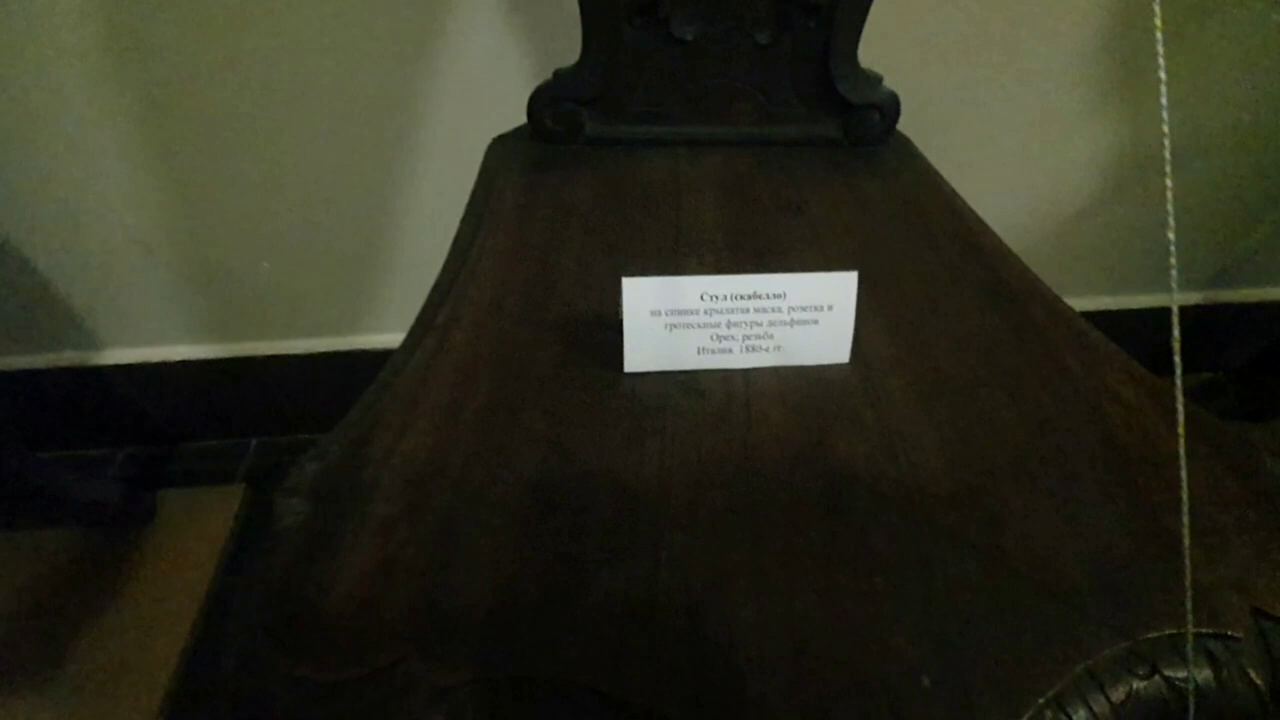 Стул (скабелло)
на спинке крылатая маска, розетка и
гротескные фигуры дельфинов
Орех; резьба
Италия. 1880-е гг.